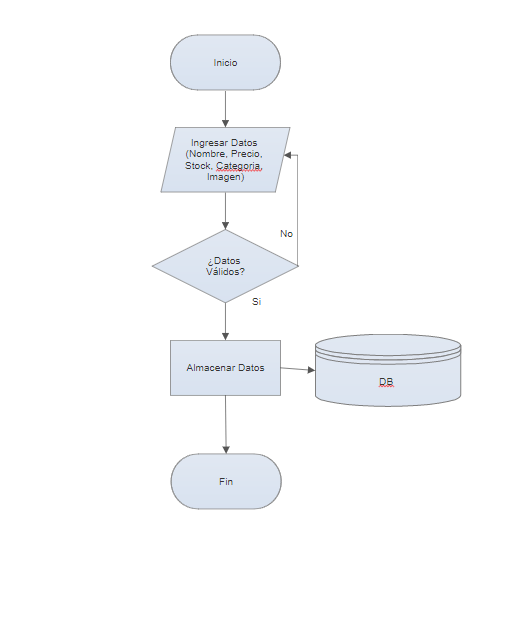 Inicio
Ingresar Datos
(Nombre, Precio,
Stock, Categoria,
Imagen)
No
¿Datos
Válidos?
Si
Almacenar Datos
DB
Fin